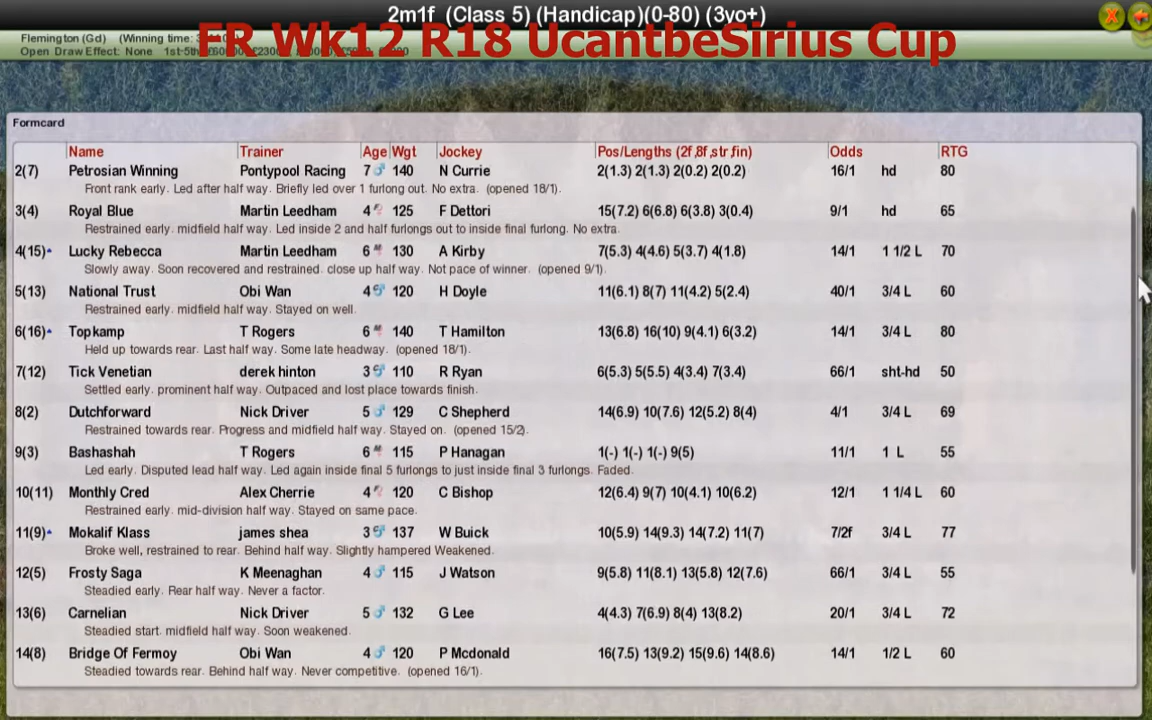 2m1f (Class 5) (Handicap)(0-80) (3yo+)
FR Wk12 R18 UcantbeSirius Cup
Flemington (Gd) (Winning time: 3
Open Draw Effect: None 1st-5th
Formcard
Name Trainer Age Wgt Jockey Pos/Lengths (2f,8f,str,fin) Odds RTG
2(7) Petrosian Winning Pontypool Racing 7 140 N Currie 2(1.3) 2(1.3) 2(0.2) 2(0.2) 16/1 hd 80
Front rank early. Led after half way. Briefly led over 1 furlong out. No extra. (opened 18/1).
3(4) Royal Blue Martin Leedham 4 125 F Dettori 15(7.2) 6(6.8) 6(3.8) 3(0.4) 9/1 hd 65
Restrained early. midfield half way. Led inside 2 and half furlongs out to inside final furlong. No extra.
4(15) Lucky Rebecca Martin Leedham 6 130 A Kirby 7(5.3) 4(4.6) 5(3.7) 4(1.8) 14/1 1 1/2 L 70
Slowly away. Soon recovered and restrained. close up half way. Not pace of winner. (opened 9/1).
5(13) National Trust Obi Wan 4 120 H Doyle 11(6.1) 8(7) 11(4.2) 5(2.4) 40/1 3/4 L 60
Restrained early. midfield half way. Stayed on well.
6(16) Topkamp T Rogers 6 140 T Hamilton 13(6.8) 16(10) 9(4.1) 6(3.2) 14/1 3/4 L 80
Held up towards rear. Last half way. Some late headway. (opened 18/1).
7(12) Tick Venetian derek hinton 3 110 R Ryan 6(5.3) 5(5.5) 4(3.4) 7(3.4) 66/1 sht-hd 50
Settled early. prominent half way. Outpaced and lost place towards finish.
8(2) Dutchforward Nick Driver 5 129 C Shepherd 14(6.9) 10(7.6) 12(5.2) 8(4) 4/1 3/4 L 69
Restrained towards rear. Progress and midfield half way. Stayed on. (opened 15/2).
9(3) Bashashah T Rogers 6 115 P Hanagan 1(-) 1(-) 1(-) 9(5) 11/1 1 L 55
Led early. Disputed lead half way. Led again inside final 5 furlongs to just inside final 3 furlongs. Faded.
10(11) Monthly Cred Alex Cherrie 4 120 C Bishop 12(6.4) 9(7) 10(4.1) 10(6.2) 12/1 1 1/4 L 60
Restrained early. mid-division half way. Stayed on same pace.
11(9) Mokalif Klass james shea 3 137 W Buick 10(5.9) 14(9.3) 14(7.2) 11(7) 7/2f 3/4 L 77
Broke well, restrained to rear. Behind half way. Slightly hampered Weakened.
12(5) Frosty Saga K Meenaghan 4 115 J Watson 9(5.8) 11(8.1) 13(5.8) 12(7.6) 66/1 3/4 L 55
Steadied early. Rear half way. Never a factor.
13(6) Carnelian Nick Driver 5 132 G Lee 4(4.3) 7(6.9) 8(4) 13(8.2) 20/1 3/4 L 72
Steadied start. midfield half way. Soon weakened.
14(8) Bridge Of Fermoy Obi Wan 4 120 P Mcdonald 16(7.5) 13(9.2) 15(9.6) 14(8.6) 14/1 1/2 L 60
Steadied towards rear. Behind half way. Never competitive. (opened 16/1).